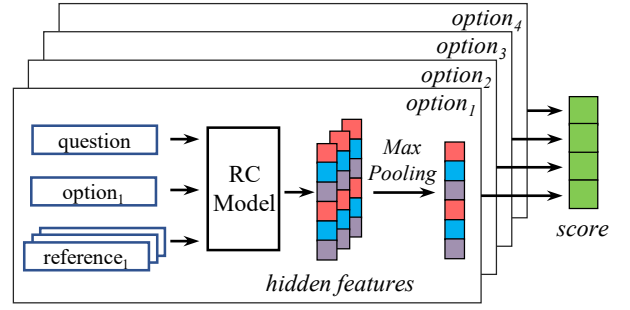 option₄
option₃
option₂
option₁
question
option₁
reference₁
RC
Model
Max
Pooling
hidden features
score